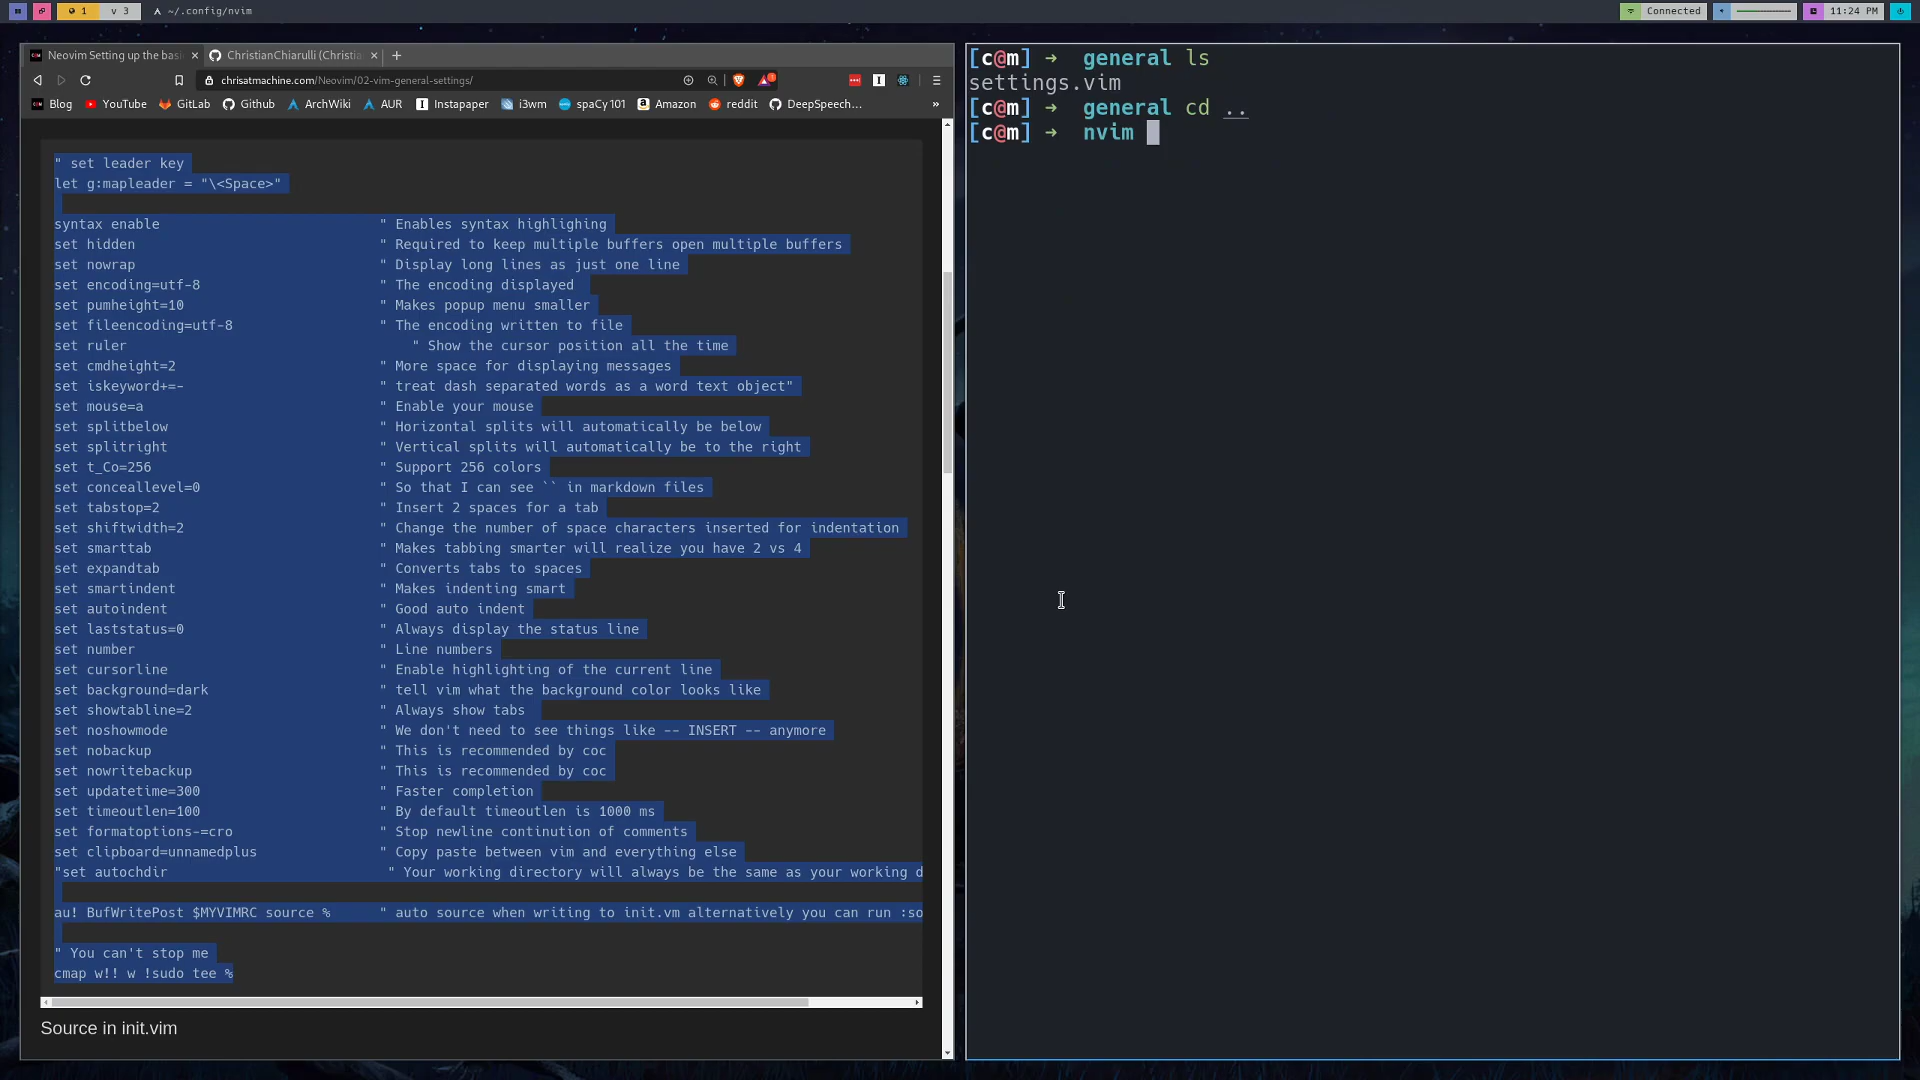 1
v 3
~/.config/nvim
Connected
11:24 PM
Neovim Setting up the basi
ChristianChiarulli (Christia
chrisatmachine.com/Neovim/02-vim-general-settings/
Blog YouTube GitLab Github ArchWiki AUR Instapaper i3wm spaCy 101 Amazon reddit DeepSpeech... »
" set leader key
let g:mapleader = "\<Space>"
syntax enable " Enables syntax highlighing
set hidden " Required to keep multiple buffers open multiple buffers
set nowrap " Display long lines as just one line
set encoding=utf-8 " The encoding displayed
set pumheight=10 " Makes popup menu smaller
set fileencoding=utf-8 " The encoding written to file
set ruler " Show the cursor position all the time
set cmdheight=2 " More space for displaying messages
set iskeyword+=- " treat dash separated words as a word text object"
set mouse=a " Enable your mouse
set splitbelow " Horizontal splits will automatically be below
set splitright " Vertical splits will automatically be to the right
set t_Co=256 " Support 256 colors
set conceallevel=0 " So that I can see `` in markdown files
set tabstop=2 " Insert 2 spaces for a tab
set shiftwidth=2 " Change the number of space characters inserted for indentation
set smarttab " Makes tabbing smarter will realize you have 2 vs 4
set expandtab " Converts tabs to spaces
set smartindent " Makes indenting smart
set autoindent " Good auto indent
set laststatus=0 " Always display the status line
set number " Line numbers
set cursorline " Enable highlighting of the current line
set background=dark " tell vim what the background color looks like
set showtabline=2 " Always show tabs
set noshowmode " We don't need to see things like -- INSERT -- anymore
set nobackup " This is recommended by coc
set nowritebackup " This is recommended by coc
set updatetime=300 " Faster completion
set timeoutlen=100 " By default timeoutlen is 1000 ms
set formatoptions-=cro " Stop newline continution of comments
set clipboard=unnamedplus " Copy paste between vim and everything else
"set autochdir " Your working directory will always be the same as your working d
au! BufWritePost $MYVIMRC source % " auto source when writing to init.vm alternatively you can run :so
" You can't stop me
cmap w!! w !sudo tee %
Source in init.vim
[c@m] → general ls
settings.vim
[c@m] → general cd ..
[c@m] → nvim